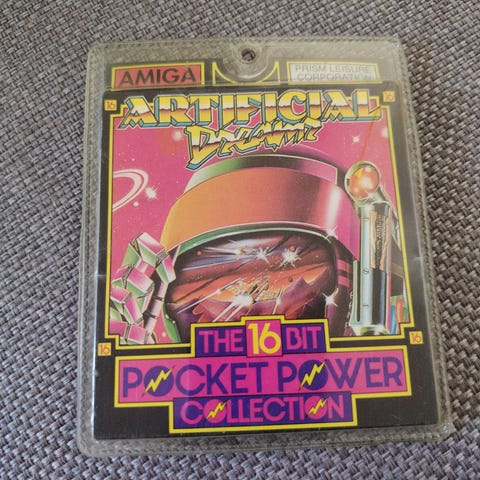 AMIGA
PRISM LEISURE
CORPORATION
16
16
ARTIFICIAL
Dreams
THE 16 BIT
16
16
POCKET POWER
COLLECTION